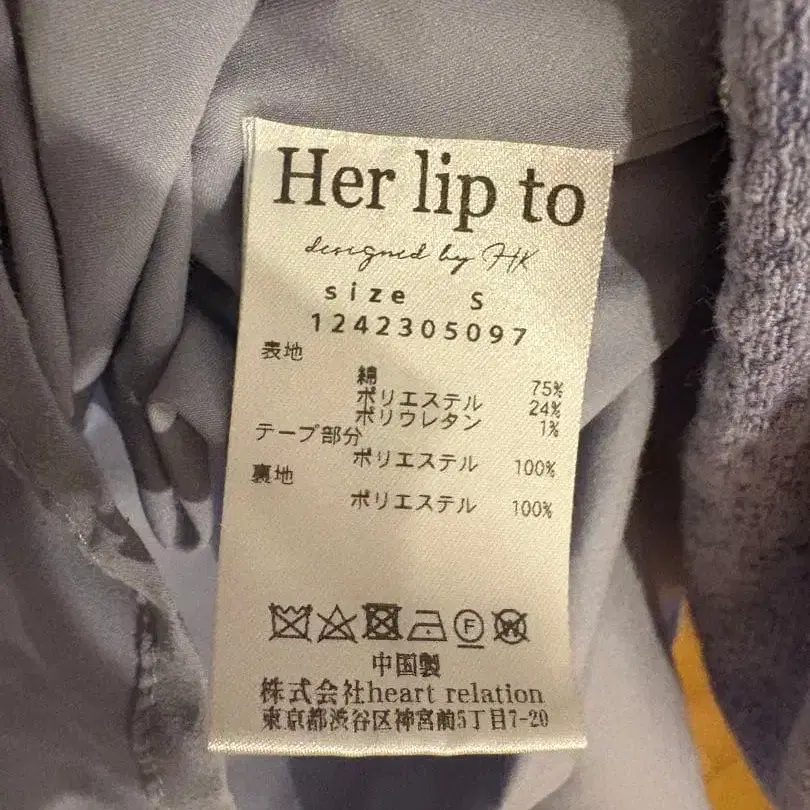 Her lip to
designed by HK
size S
1242305097
表地
綿 75%
ポリエステル 24%
ポリウレタン 1%
テープ部分
ポリエステル 100%
裏地
ポリエステル 100%
F W
中国製
株式会社heart relation
東京都渋谷区神宮前5丁目7-20